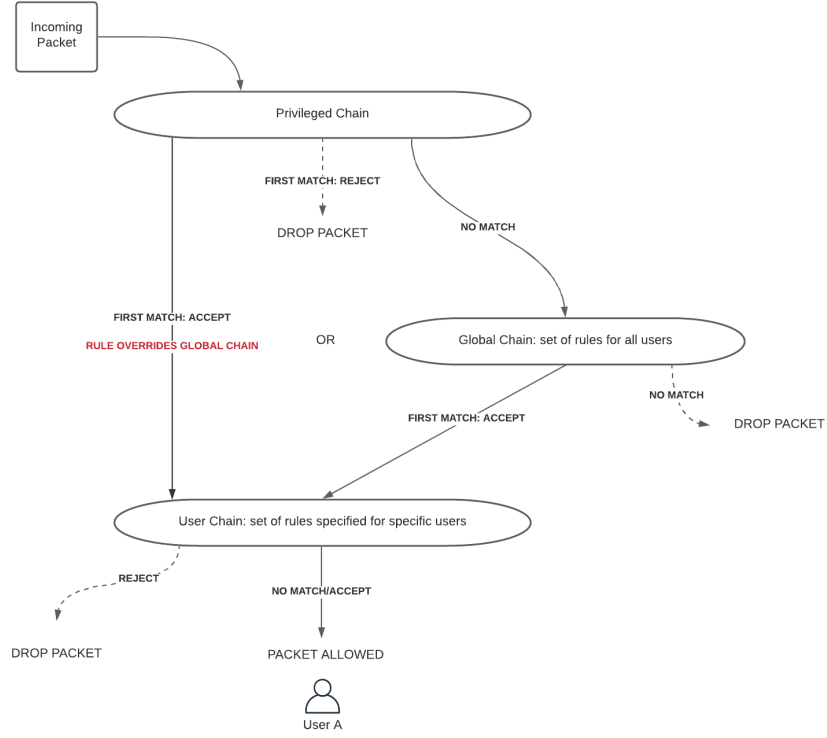 Incoming
Packet
Privileged Chain
FIRST MATCH: REJECT
DROP PACKET
NO MATCH
FIRST MATCH: ACCEPT
RULE OVERRIDES GLOBAL CHAIN
OR
Global Chain: set of rules for all users
NO MATCH
DROP PACKET
FIRST MATCH: ACCEPT
User Chain: set of rules specified for specific users
REJECT
NO MATCH/ACCEPT
DROP PACKET
PACKET ALLOWED
User A